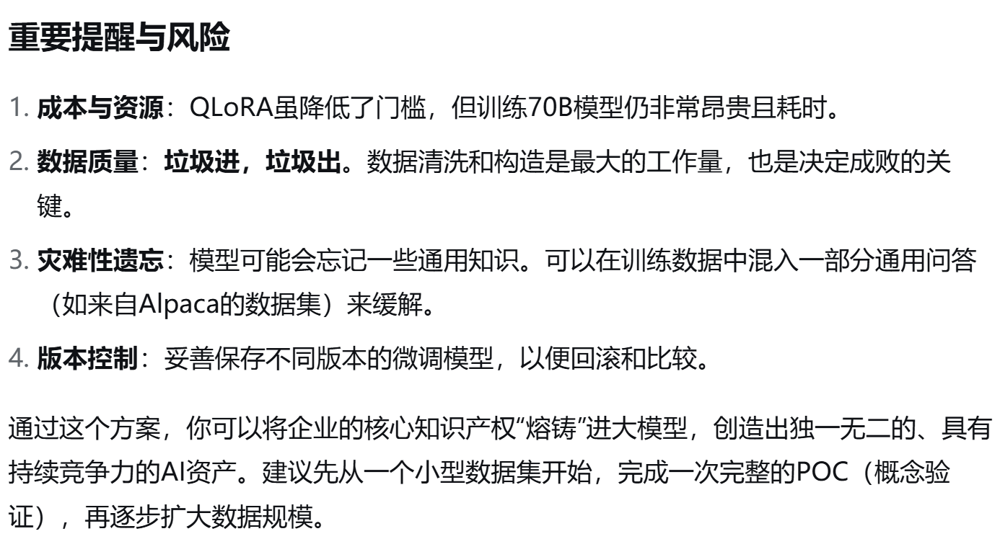 重要提醒与风险
1. 成本与资源：QLoRA虽降低了门槛，但训练70B模型仍非常昂贵且耗时。
2. 数据质量：垃圾进，垃圾出。数据清洗和构造是最大的工作量，也是决定成败的关
键。
3. 灾难性遗忘：模型可能会忘记一些通用知识。可以在训练数据中混入一部分通用问答
（如来自Alpaca的数据集）来缓解。
4. 版本控制：妥善保存不同版本的微调模型，以便回滚和比较。
通过这个方案，你可以将企业的核心知识产权“熔铸”进大模型，创造出独一无二的、具有
持续竞争力的AI资产。建议先从一个小型数据集开始，完成一次完整的POC（概念验
证），再逐步扩大数据规模。